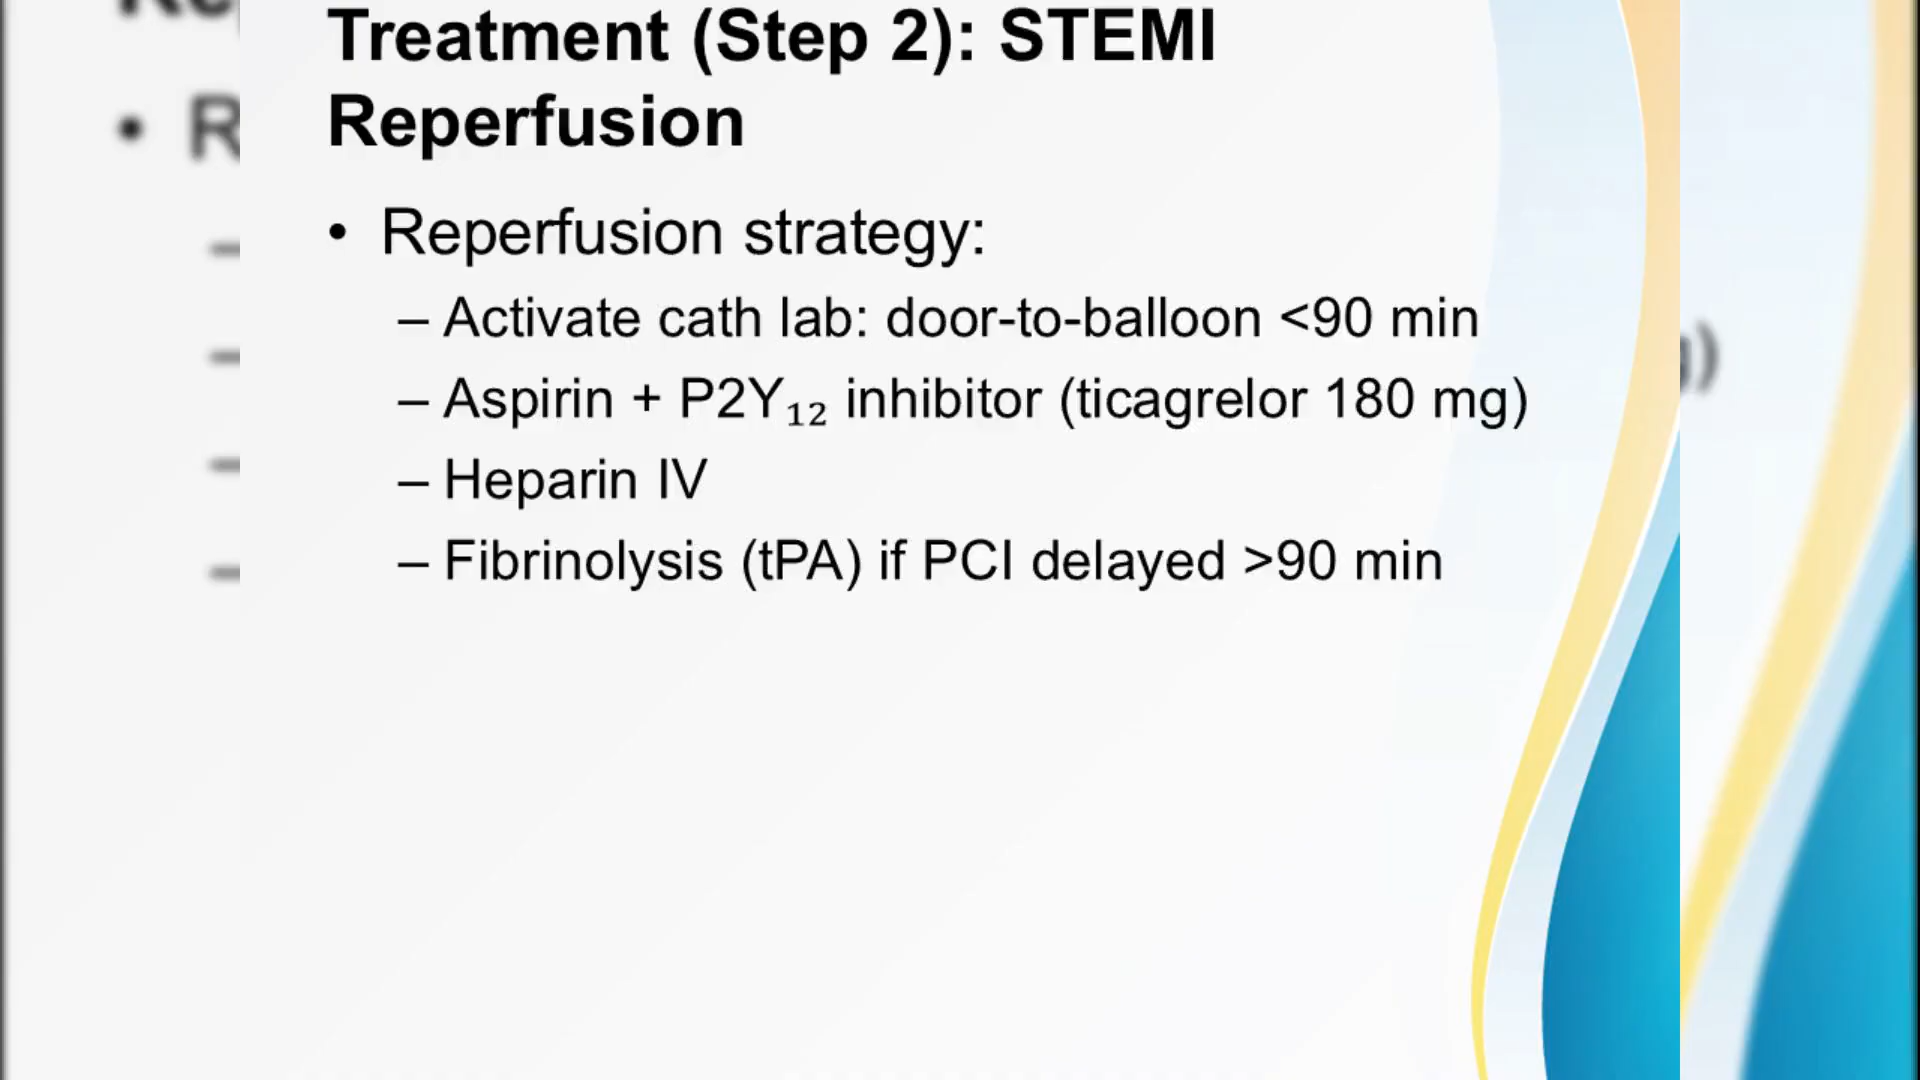 Treatment (Step 2): STEMI
Reperfusion
• Reperfusion strategy:
– Activate cath lab: door-to-balloon <90 min
– Aspirin + P2Y₁₂ inhibitor (ticagrelor 180 mg)
– Heparin IV
– Fibrinolysis (tPA) if PCI delayed >90 min